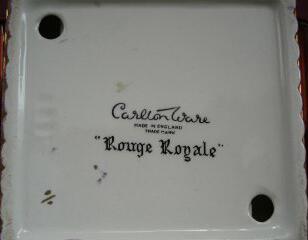 Carlton Ware
MADE IN ENGLAND
TRADE MARK
"Rouge Royale"